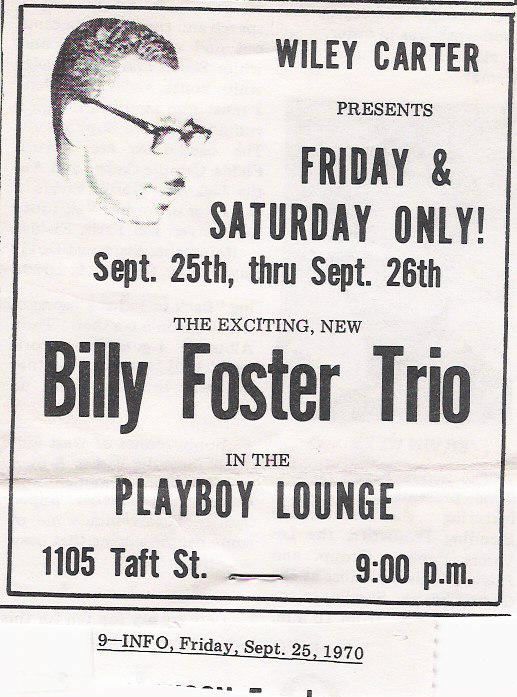 WILEY CARTER
PRESENTS
FRIDAY &
SATURDAY ONLY!
Sept. 25th, thru Sept. 26th
THE EXCITING, NEW
Billy Foster Trio
IN THE
PLAYBOY LOUNGE
1105 Taft St. 9:00 p.m.
9—INFO, Friday, Sept. 25, 1970